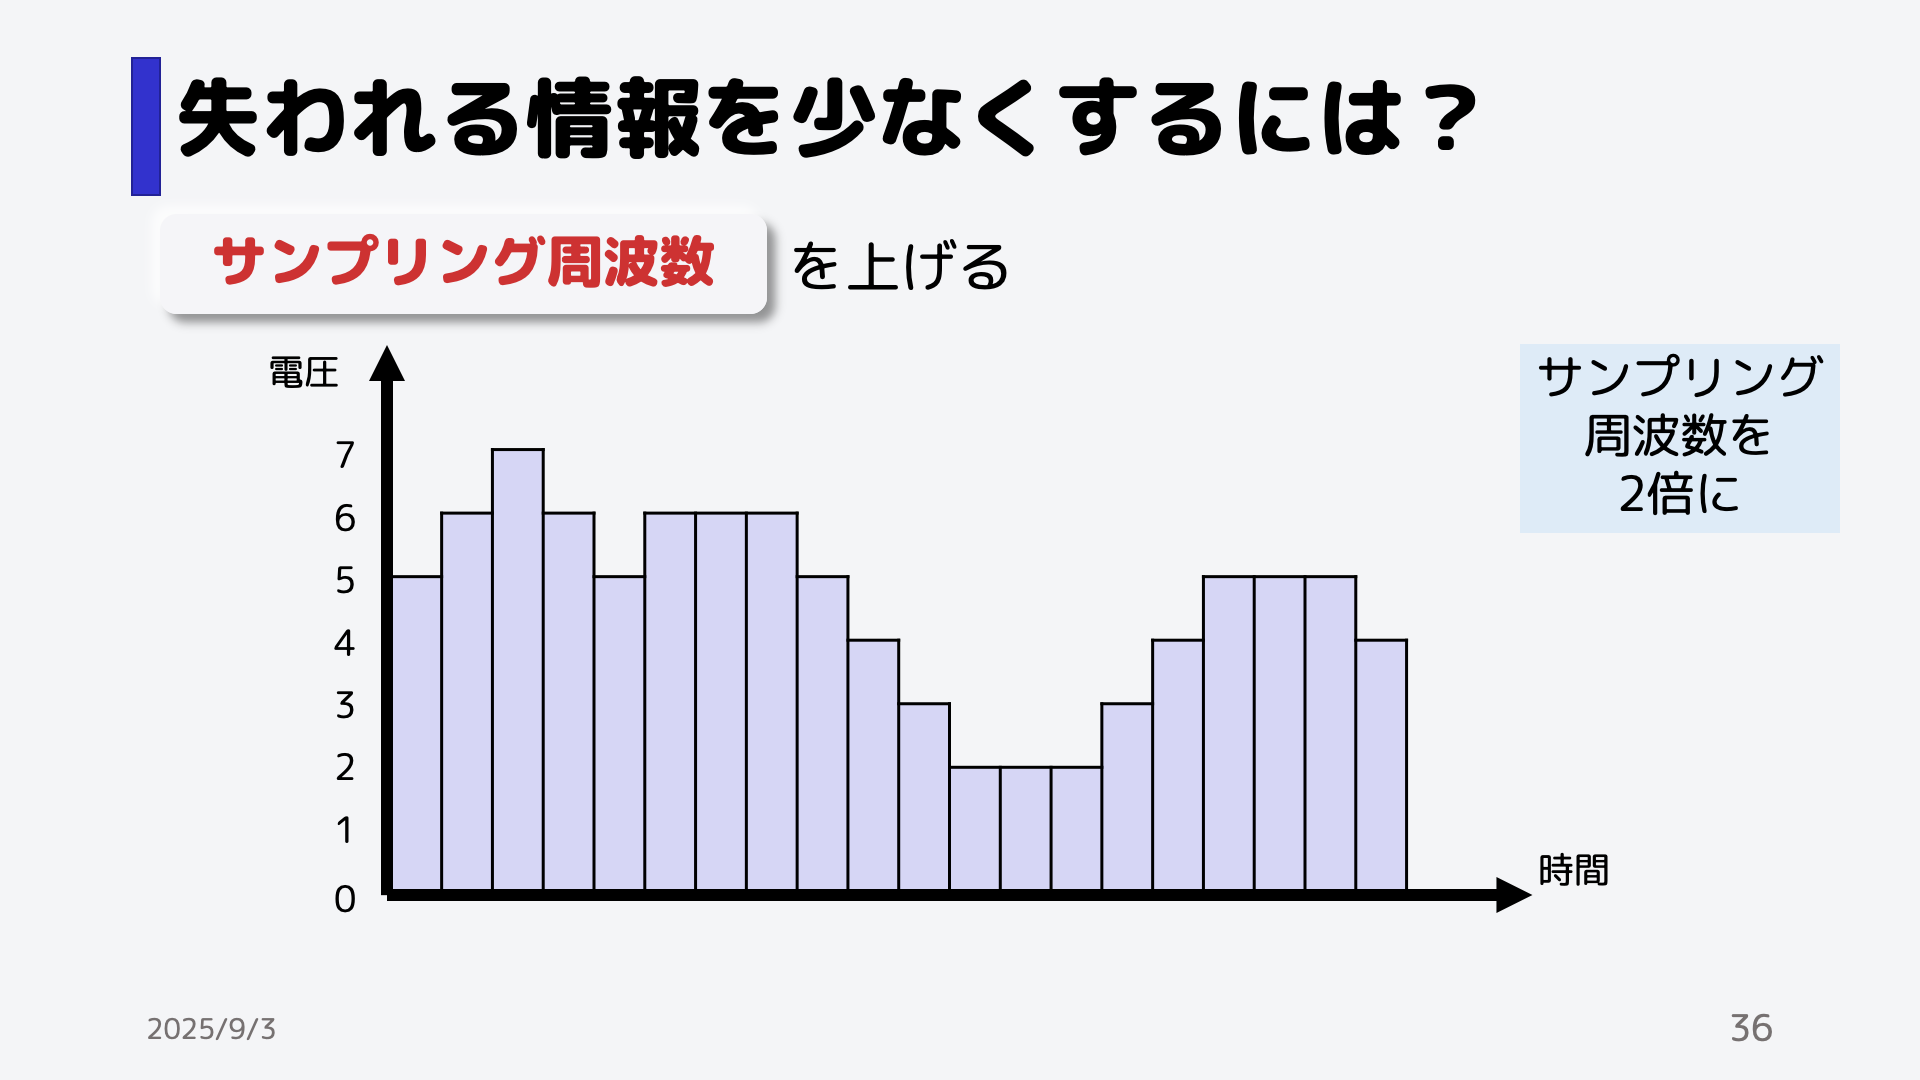 失われる情報を少なくするには？
サンプリング周波数 を上げる
電圧
サンプリング
周波数を
2倍に
7
6
5
4
3
2
1
0
時間
2025/9/3
36